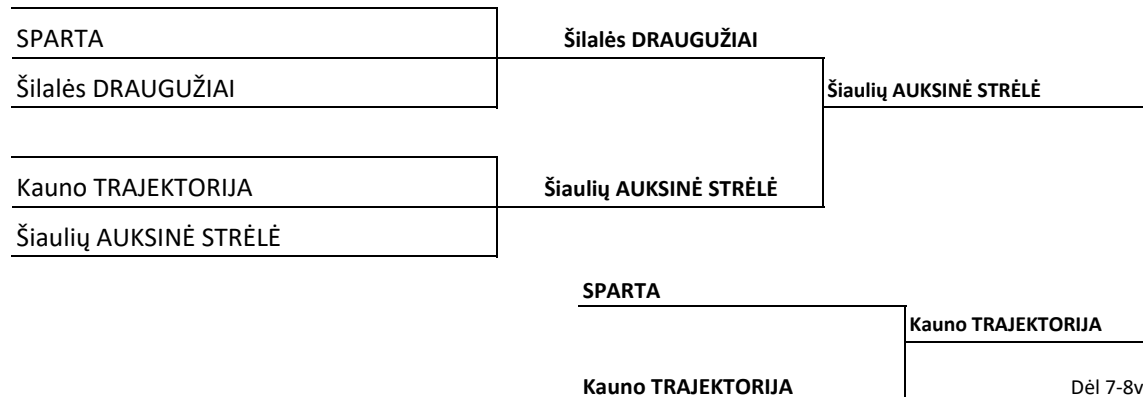 SPARTA
Šilalės DRAUGUŽIAI
Šilalės DRAUGUŽIAI
Šiaulių AUKSINĖ STRĖLĖ
Kauno TRAJEKTORIJA
Šiaulių AUKSINĖ STRĖLĖ
Šiaulių AUKSINĖ STRĖLĖ
SPARTA
Kauno TRAJEKTORIJA
Kauno TRAJEKTORIJA
Dėl 7-8v